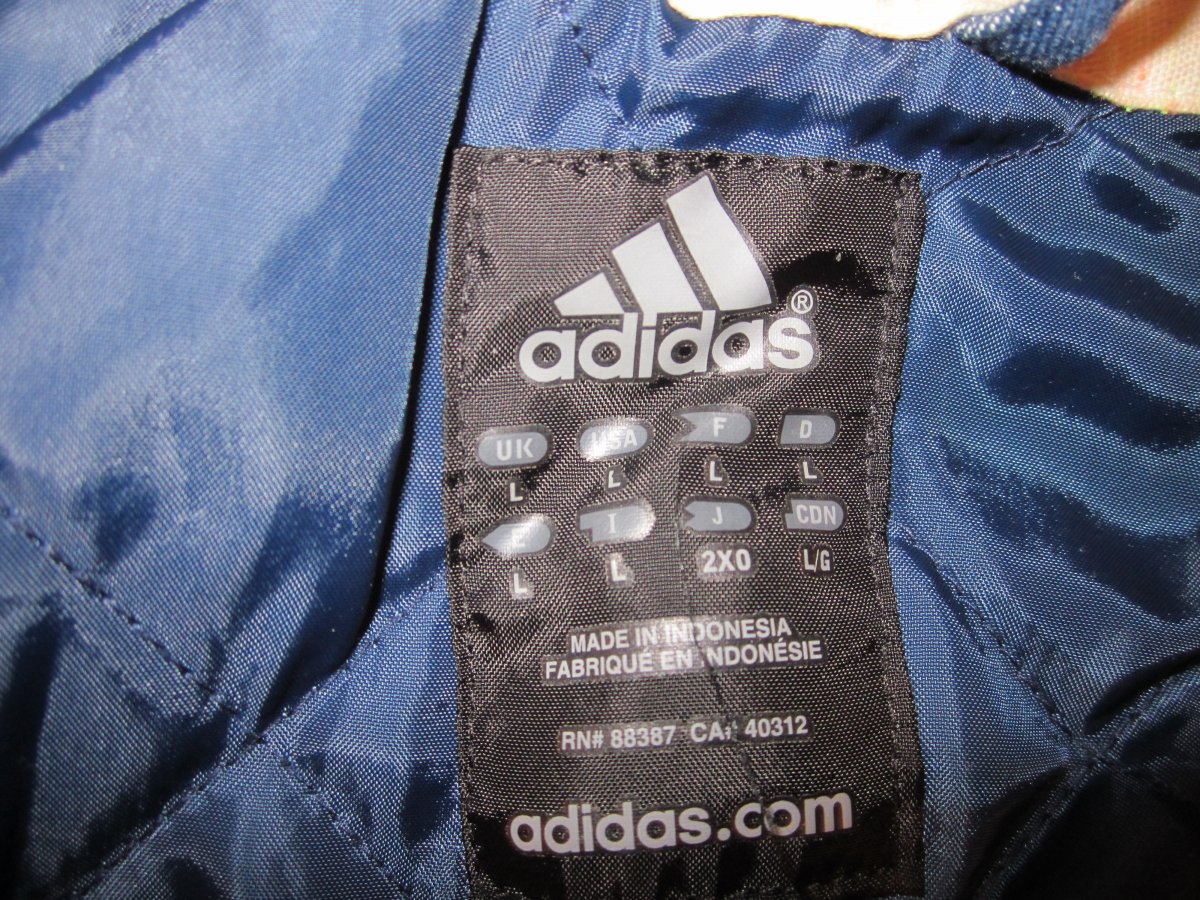 adidas®
UK USA F D
L L L L
E I J CDN
L L 2XO L/G
MADE IN INDONESIA
FABRIQUÉ EN INDONÉSIE
RN# 88387 CA# 40312
adidas.com